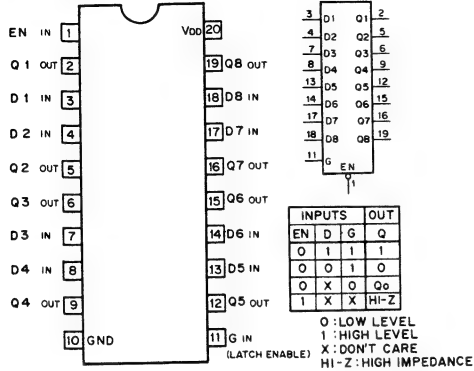 EN IN 1
VDD 20
Q1 OUT 2
19 Q8 OUT
D1 IN 3
18 D8 IN
D2 IN 4
17 D7 IN
Q2 OUT 5
16 Q7 OUT
Q3 OUT 6
15 Q6 OUT
D3 IN 7
14 D6 IN
D4 IN 8
13 D5 IN
Q4 OUT 9
12 Q5 OUT
10 GND
11 G IN
(LATCH ENABLE)
3 D1 Q1 2
4 D2 Q2 5
7 D3 Q3 6
8 D4 Q4 9
13 D5 Q5 12
14 D6 Q6 15
17 D7 Q7 16
18 D8 Q8 19
11 G
EN
1
INPUTS OUT
EN D G Q
0 1 1 1
0 0 1 0
0 X 0 Qo
1 X X HI-Z
0 : LOW LEVEL
1 : HIGH LEVEL
X : DON'T CARE
HI-Z : HIGH IMPEDANCE